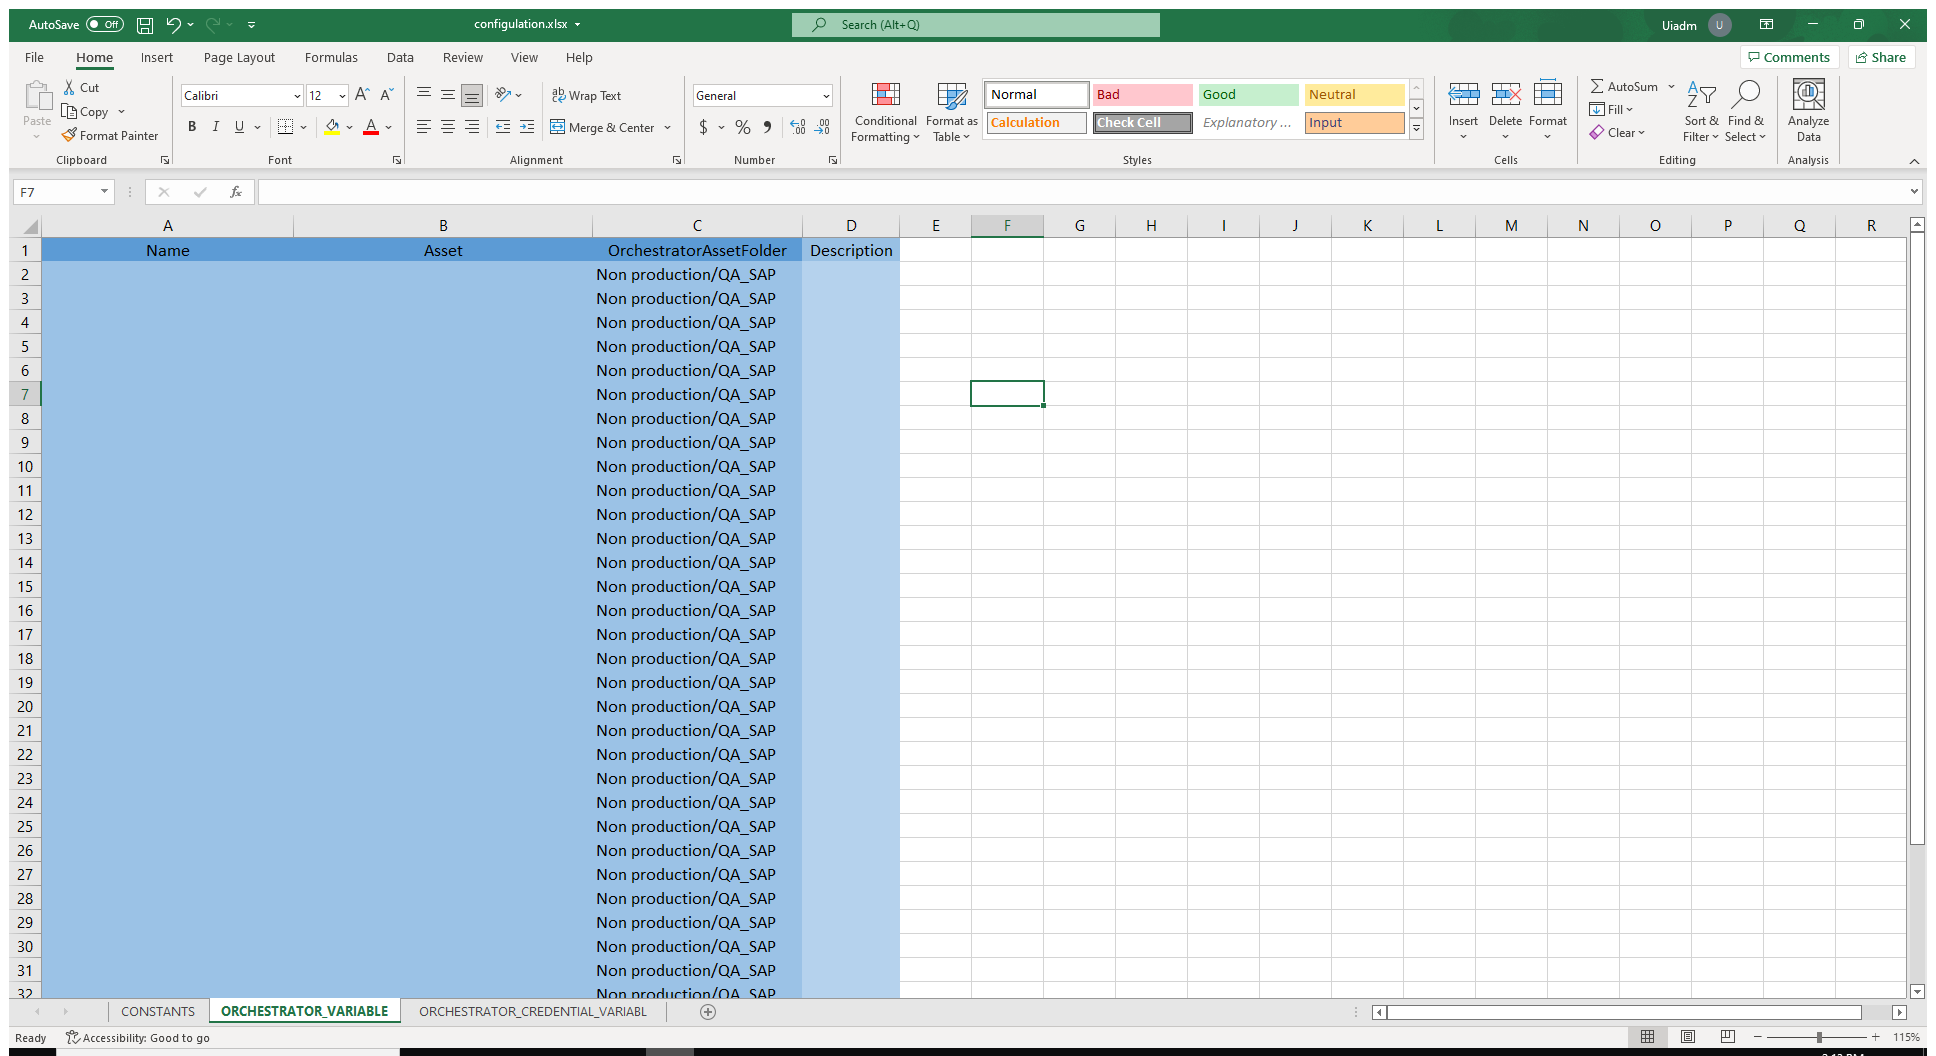 AutoSave Off configulation.xlsx Search (Alt+Q) Uiadm U
File Home Insert Page Layout Formulas Data Review View Help Comments Share
Paste
Cut
Copy
Format Painter
Clipboard
Calibri 12
B I U
Font
Wrap Text
Merge & Center
Alignment
General
$ % 9
Number
Conditional Formatting
Format as Table
Normal Bad Good Neutral
Calculation Check Cell Explanatory ... Input
Styles
Insert Delete Format
Cells
AutoSum
Fill
Clear
Sort & Filter
Find & Select
Editing
Analyze Data
Analysis
F7 fx
A B C D E F G H I J K L M N O P Q R
1 Name Asset OrchestratorAssetFolder Description
2 Non production/QA_SAP
3 Non production/QA_SAP
4 Non production/QA_SAP
5 Non production/QA_SAP
6 Non production/QA_SAP
7 Non production/QA_SAP
8 Non production/QA_SAP
9 Non production/QA_SAP
10 Non production/QA_SAP
11 Non production/QA_SAP
12 Non production/QA_SAP
13 Non production/QA_SAP
14 Non production/QA_SAP
15 Non production/QA_SAP
16 Non production/QA_SAP
17 Non production/QA_SAP
18 Non production/QA_SAP
19 Non production/QA_SAP
20 Non production/QA_SAP
21 Non production/QA_SAP
22 Non production/QA_SAP
23 Non production/QA_SAP
24 Non production/QA_SAP
25 Non production/QA_SAP
26 Non production/QA_SAP
27 Non production/QA_SAP
28 Non production/QA_SAP
29 Non production/QA_SAP
30 Non production/QA_SAP
31 Non production/QA_SAP
32 Non production/QA_SAP
CONSTANTS ORCHESTRATOR_VARIABLE ORCHESTRATOR_CREDENTIAL_VARIABL
Ready Accessibility: Good to go 115%